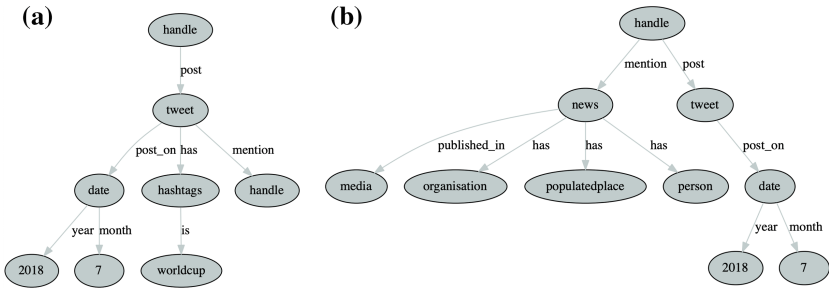 (a)
handle
post
tweet
post_on has mention
date hashtags handle
year month is
2018 7 worldcup
(b)
handle
mention post
news tweet
published_in has has has post_on
media organisation populatedplace person date
year month
2018 7